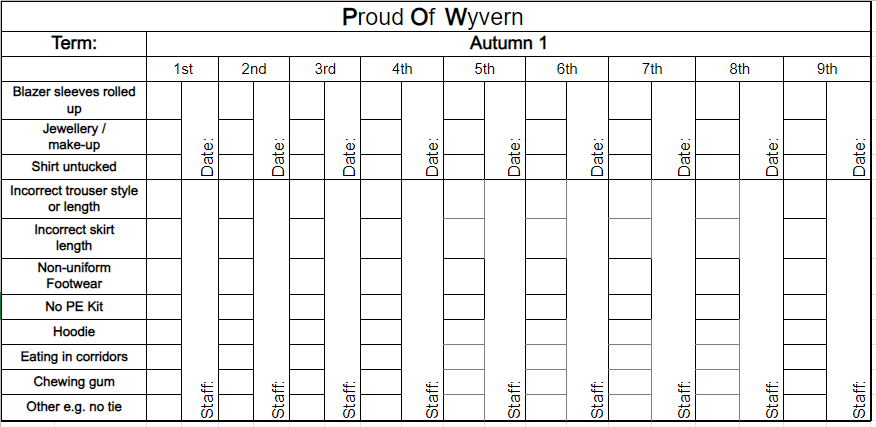 Proud Of Wyvern
Term: Autumn 1
1st 2nd 3rd 4th 5th 6th 7th 8th 9th
Blazer sleeves rolled
up
Jewellery /
make-up
Shirt untucked
Date: Date: Date: Date: Date: Date: Date: Date: Date:
Incorrect trouser style
or length
Incorrect skirt
length
Non-uniform
Footwear
No PE Kit
Hoodie
Eating in corridors
Chewing gum
Other e.g. no tie
Staff: Staff: Staff: Staff: Staff: Staff: Staff: Staff: Staff: